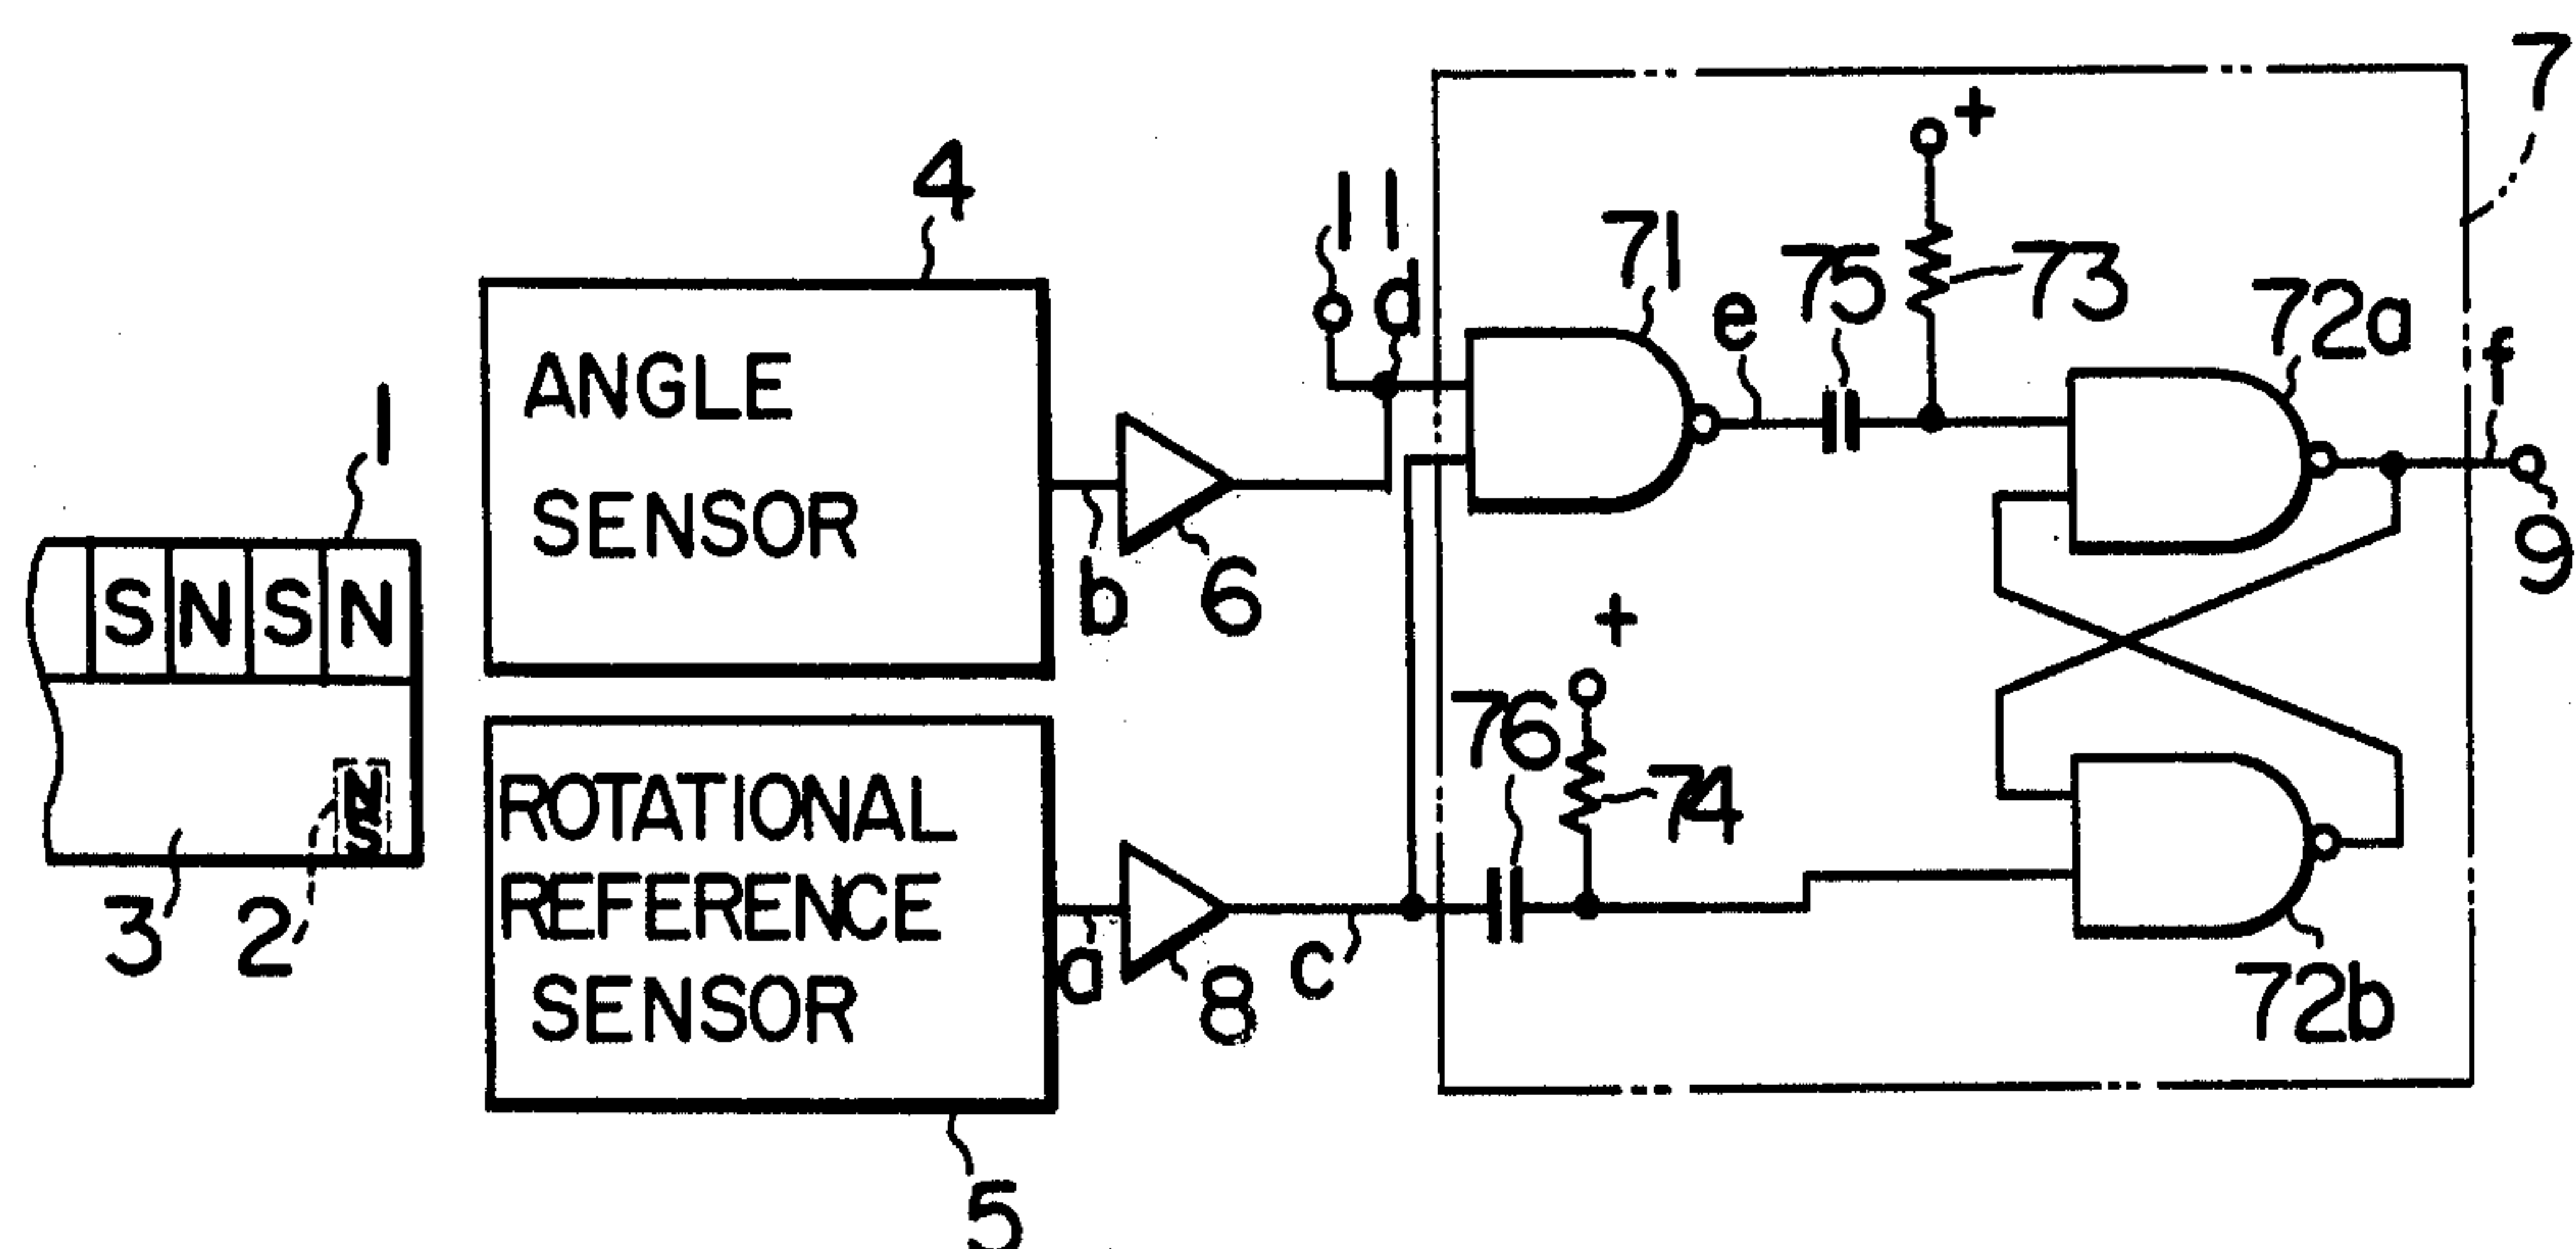 7
+
4
11
d
71
e
75
73
72a
f
ANGLE
SENSOR
1
b
6
9
S N S N
+
76
74
N
S
3
2
ROTATIONAL
REFERENCE
SENSOR
a
8
c
72b
5